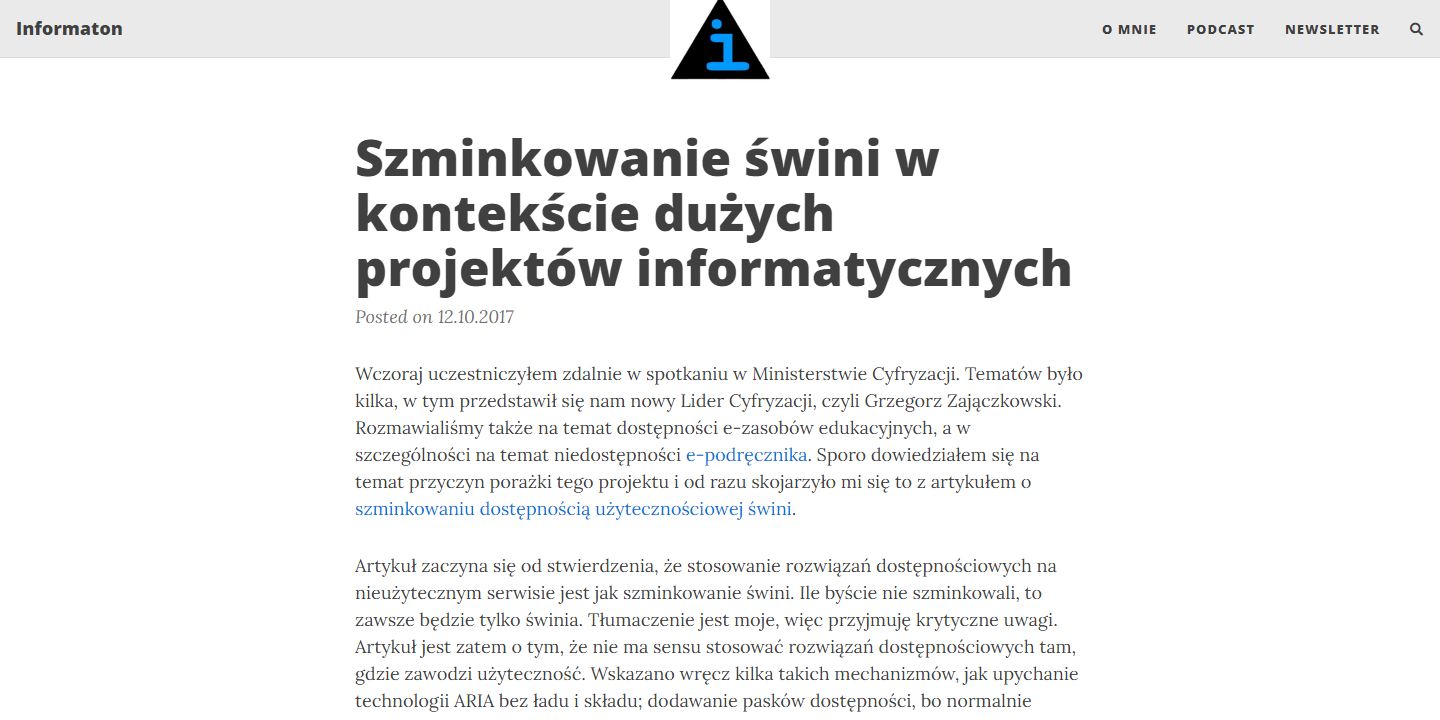 Informaton
i
O MNIE
PODCAST
NEWSLETTER
Szminkowanie świni w
kontekście dużych
projektów informatycznych
Posted on 12.10.2017
Wczoraj uczestniczyłem zdalnie w spotkaniu w Ministerstwie Cyfryzacji. Tematów było
kilka, w tym przedstawił się nam nowy Lider Cyfryzacji, czyli Grzegorz Zajączkowski.
Rozmawialiśmy także na temat dostępności e-zasobów edukacyjnych, a w
szczególności na temat niedostępności e-podręcznika. Sporo dowiedziałem się na
temat przyczyn porażki tego projektu i od razu skojarzyło mi się to z artykułem o
szminkowaniu dostępnością użytecznościowej świni.
Artykuł zaczyna się od stwierdzenia, że stosowanie rozwiązań dostępnościowych na
nieużytecznym serwisie jest jak szminkowanie świni. Ile byście nie szminkowali, to
zawsze będzie tylko świnia. Tłumaczenie jest moje, więc przyjmuję krytyczne uwagi.
Artykuł jest zatem o tym, że nie ma sensu stosować rozwiązań dostępnościowych tam,
gdzie zawodzi użyteczność. Wskazano wręcz kilka takich mechanizmów, jak upychanie
technologii ARIA bez ładu i składu; dodawanie pasków dostępności, bo normalnie